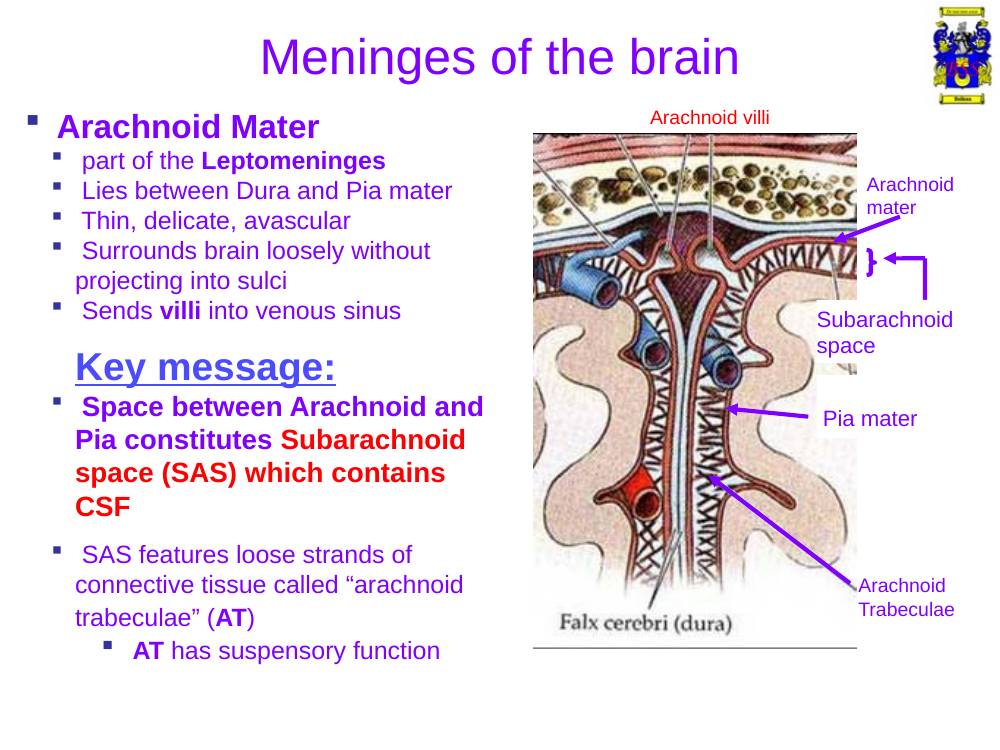 Meninges of the brain
Arachnoid Mater
part of the Leptomeninges
Lies between Dura and Pia mater
Thin, delicate, avascular
Surrounds brain loosely without
projecting into sulci
Sends villi into venous sinus
Key message:
Space between Arachnoid and
Pia constitutes Subarachnoid
space (SAS) which contains
CSF
SAS features loose strands of
connective tissue called “arachnoid
trabeculae” (AT)
AT has suspensory function
Arachnoid villi
Arachnoid
mater
}
Subarachnoid
space
Pia mater
Arachnoid
Trabeculae
Falx cerebri (dura)